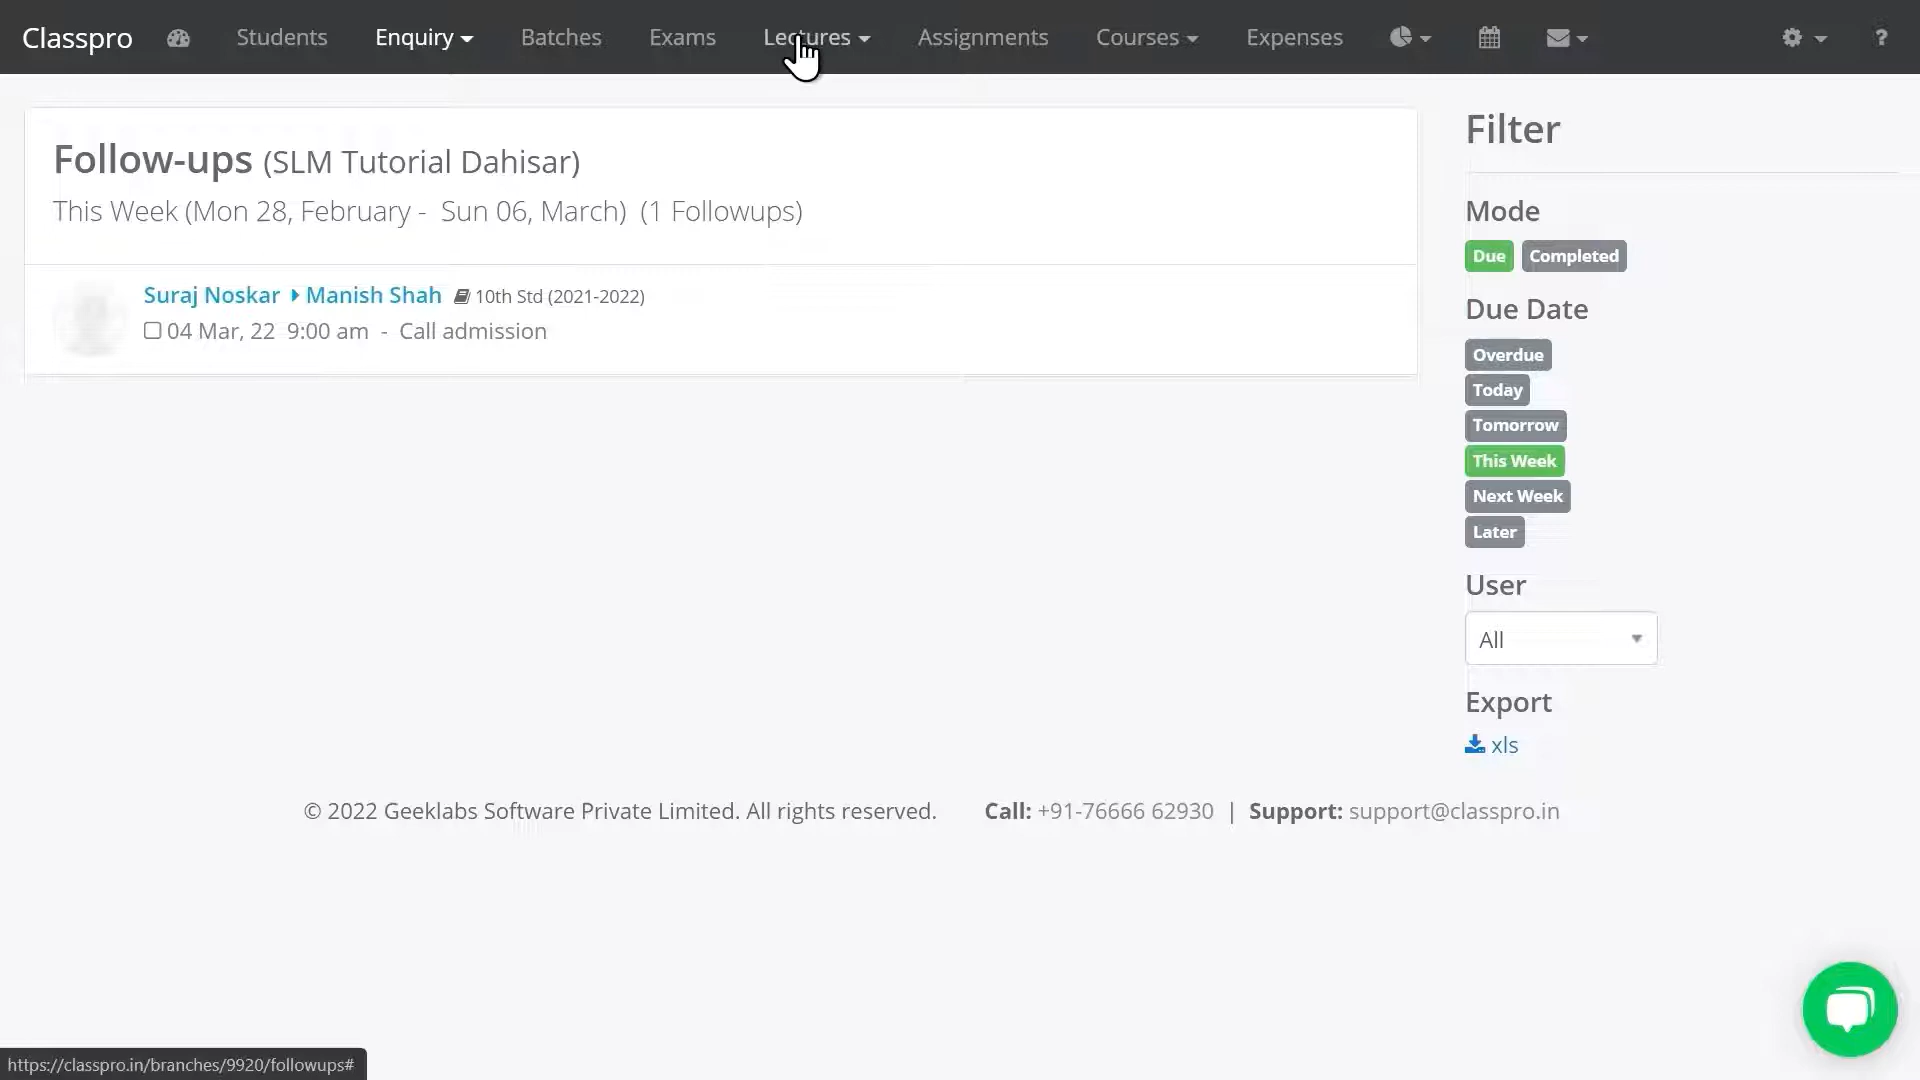 Classpro Students Enquiry Batches Exams Lectures Assignments Courses Expenses ?
Follow-ups (SLM Tutorial Dahisar)
This Week (Mon 28, February - Sun 06, March) (1 Followups)
Suraj Noskar Manish Shah 10th Std (2021-2022)
04 Mar, 22 9:00 am - Call admission
Filter
Mode
Due Completed
Due Date
Overdue
Today
Tomorrow
This Week
Next Week
Later
User
All
Export
xls
© 2022 Geeklabs Software Private Limited. All rights reserved. Call: +91-76666 62930 | Support: support@classpro.in
https://classpro.in/branches/9920/followups#